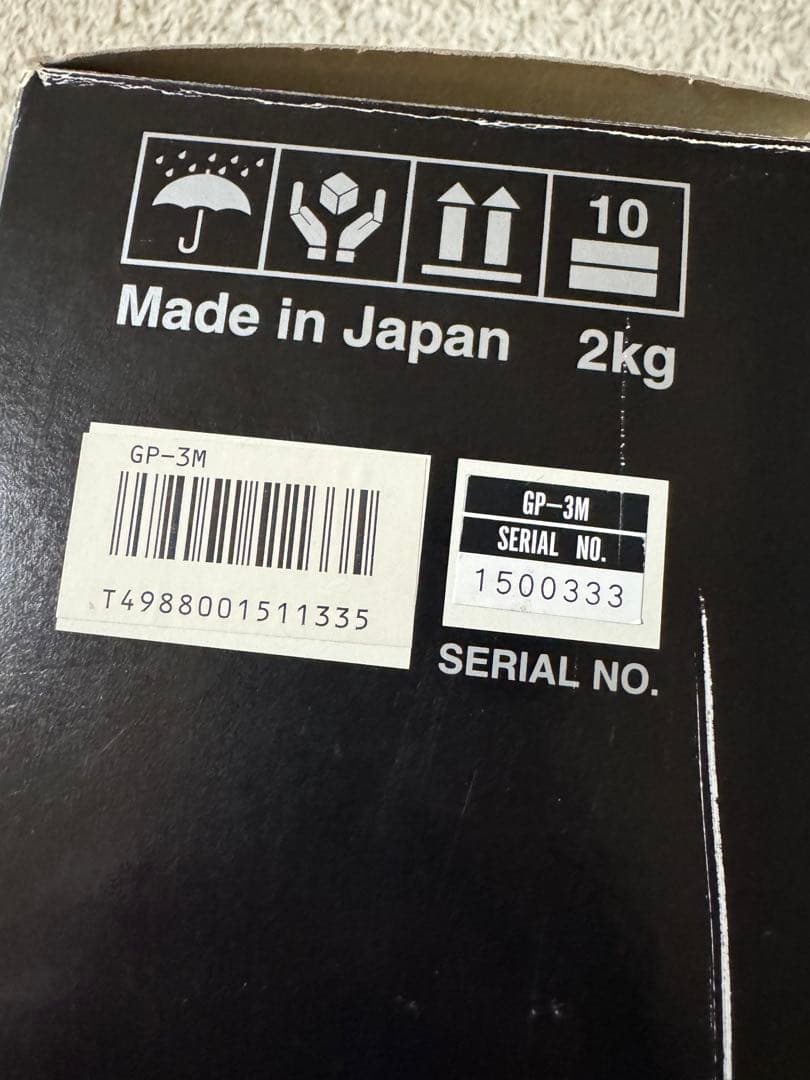 10
Made in Japan 2kg
GP-3M
T4988001511335
GP-3M
SERIAL NO.
1500333
SERIAL NO.